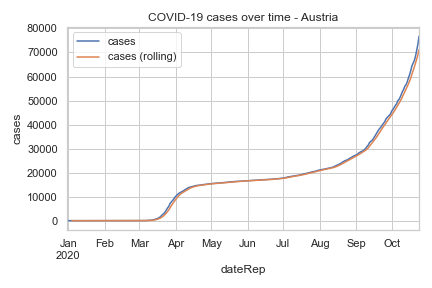 COVID-19 cases over time - Austria
cases
cases (rolling)
80000
70000
60000
50000
40000
30000
20000
10000
0
cases
Jan Feb Mar Apr May Jun Jul Aug Sep Oct
2020
dateRep